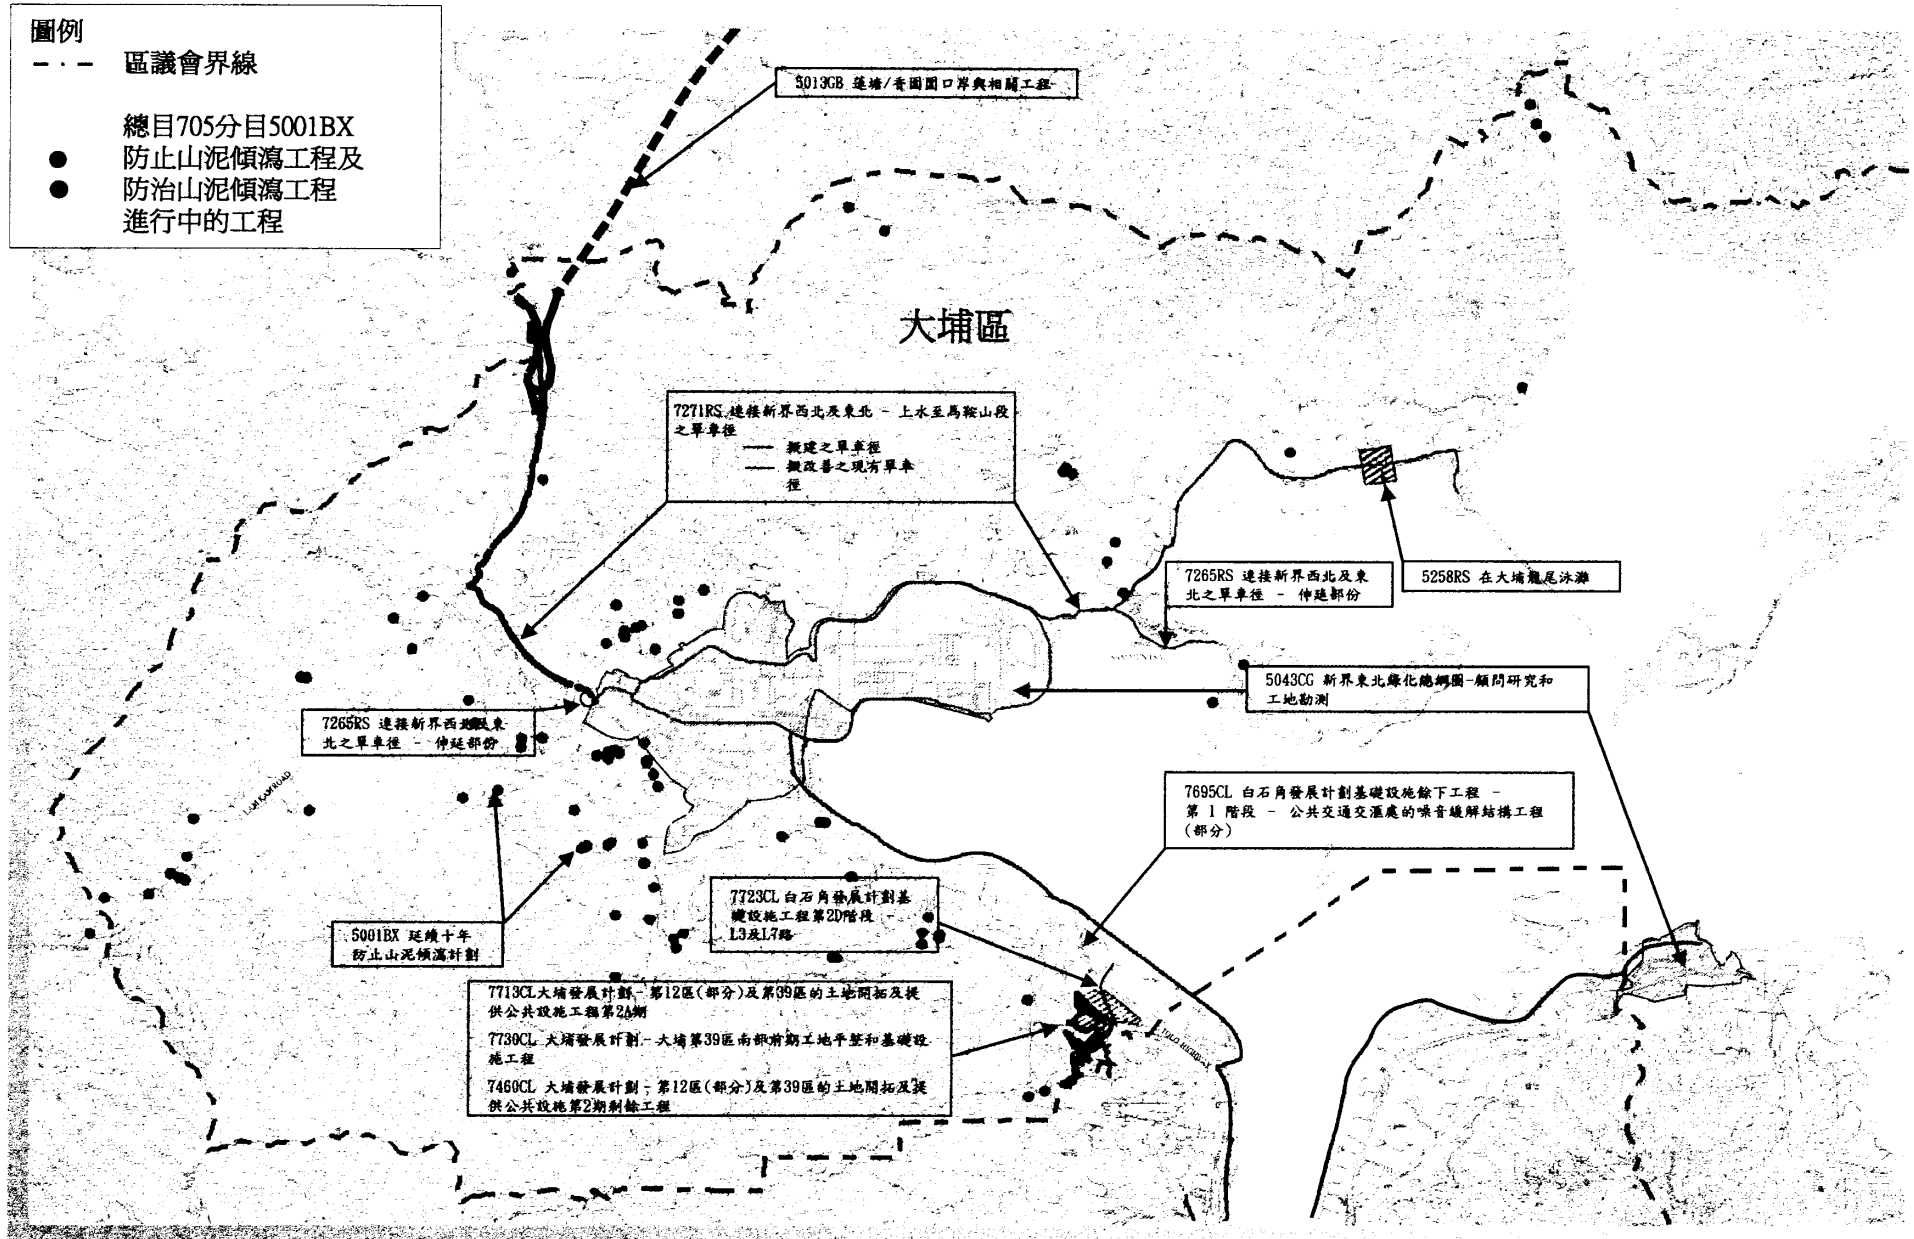 圖例
區議會界線
總目705分目5001BX
防止山泥傾瀉工程及
防治山泥傾瀉工程
進行中的工程
5013GB 蓮塘/香園圍口岸與相關工程
大埔區
7271RS 連接新界西北及東北 - 上水至馬鞍山段
之單車徑
擬建之單車徑
擬改善之現有單車
徑
7265RS 連接新界西北及東
北之單車徑 - 伸延部份
5258RS 在大埔龍尾泳灘
5043CG 新界東北綠化總綱圖-顧問研究和
工地勘測
7265RS 連接新界西北及東
北之單車徑 - 伸延部份
LAM KAM ROAD
7695CL 白石角發展計劃基礎設施餘下工程 -
第 1 階段 - 公共交通交滙處的噪音緩解結構工程
(部分)
7723CL 白石角發展計劃基
礎設施工程第2D階段 -
L3及L7路
5001BX 延續十年
防止山泥傾瀉計劃
7713CL大埔發展計劃 - 第12區(部分)及第39區的土地開拓及提
供公共設施工程第2A期
7730CL 大埔發展計劃 - 大埔第39區南部前期工地平整和基礎設
施工程
7460CL 大埔發展計劃 - 第12區(部分)及第39區的土地開拓及提
供公共設施第2期剩餘工程